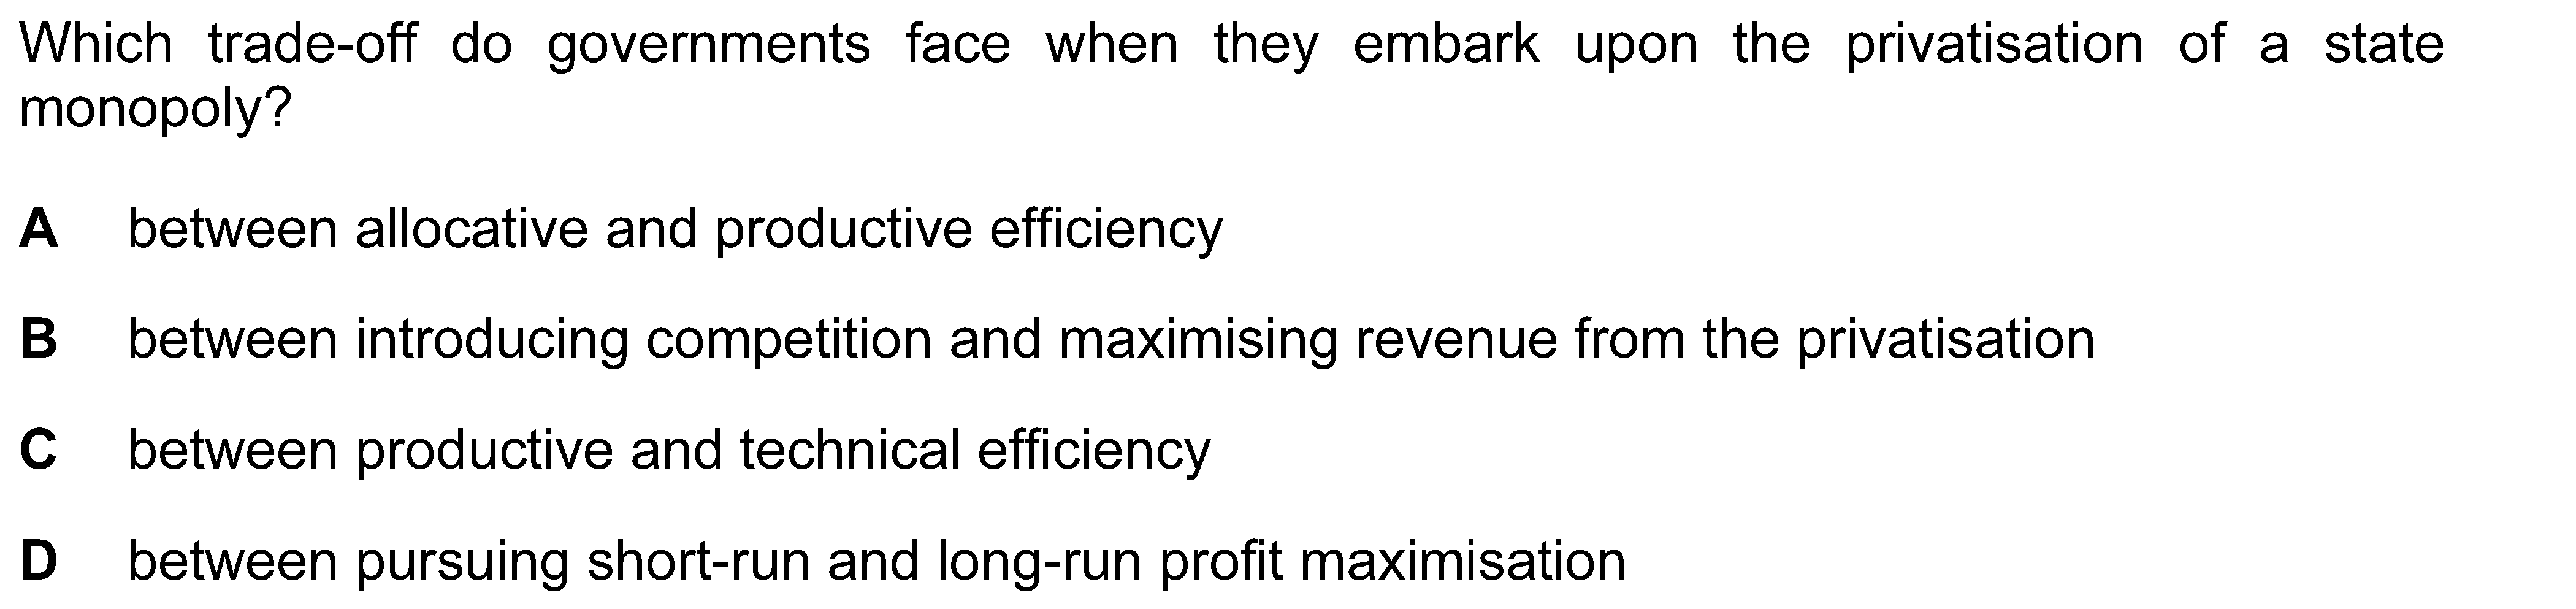 Which trade-off do governments face when they embark upon the privatisation of a state
monopoly?
A between allocative and productive efficiency
B between introducing competition and maximising revenue from the privatisation
C between productive and technical efficiency
D between pursuing short-run and long-run profit maximisation